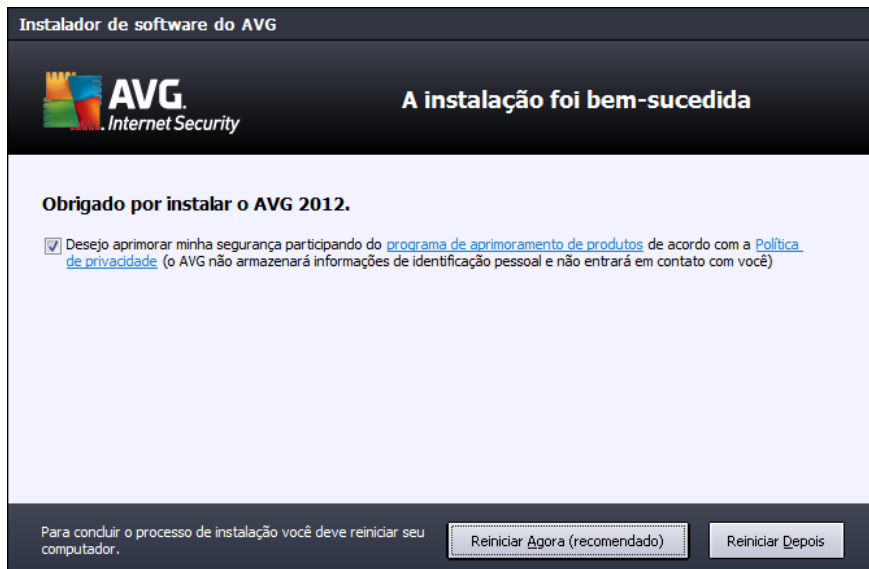 Instalador de software do AVG
AVG.
Internet Security
A instalação foi bem-sucedida
Obrigado por instalar o AVG 2012.
Desejo aprimorar minha segurança participando do programa de aprimoramento de produtos de acordo com a Política
de privacidade (o AVG não armazenará informações de identificação pessoal e não entrará em contato com você)
Para concluir o processo de instalação você deve reiniciar seu
computador.
Reiniciar Agora (recomendado)
Reiniciar Depois